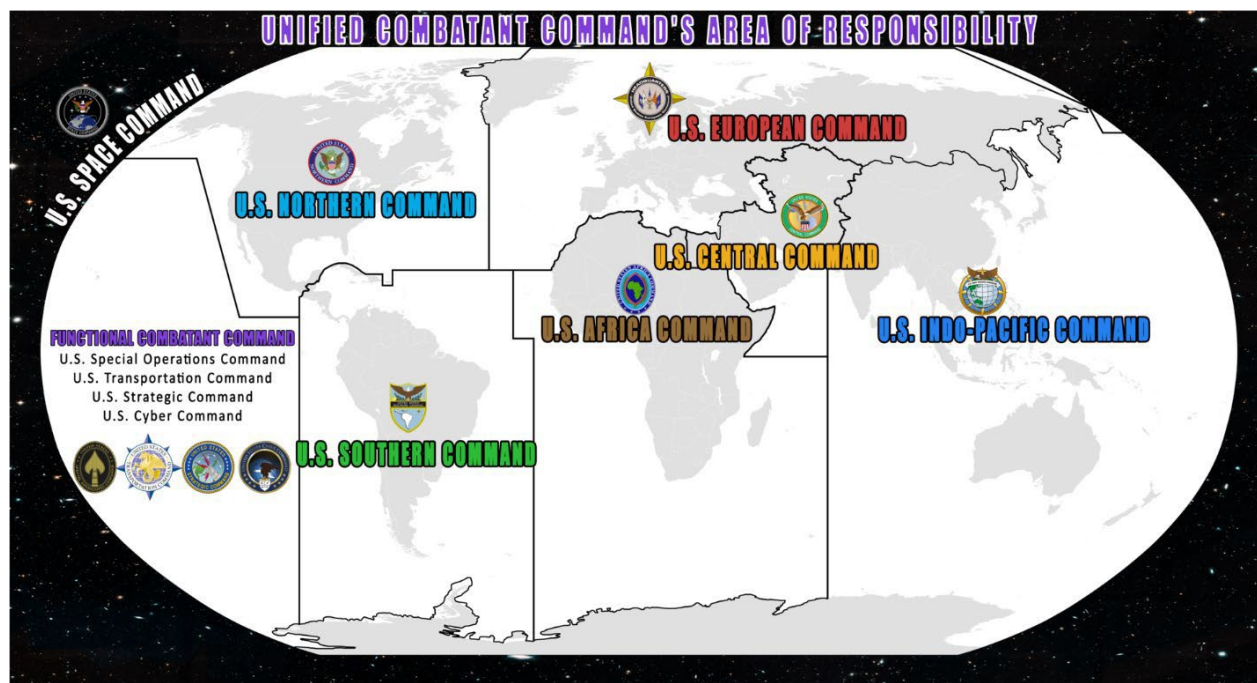 UNIFIED COMBATANT COMMAND'S AREA OF RESPONSIBILITY
U.S. SPACE COMMAND
U.S. EUROPEAN COMMAND
U.S. NORTHERN COMMAND
U.S. CENTRAL COMMAND
U.S. AFRICA COMMAND
U.S. INDO-PACIFIC COMMAND
FUNCTIONAL COMBATANT COMMAND
U.S. Special Operations Command
U.S. Transportation Command
U.S. Strategic Command
U.S. Cyber Command
U.S. SOUTHERN COMMAND